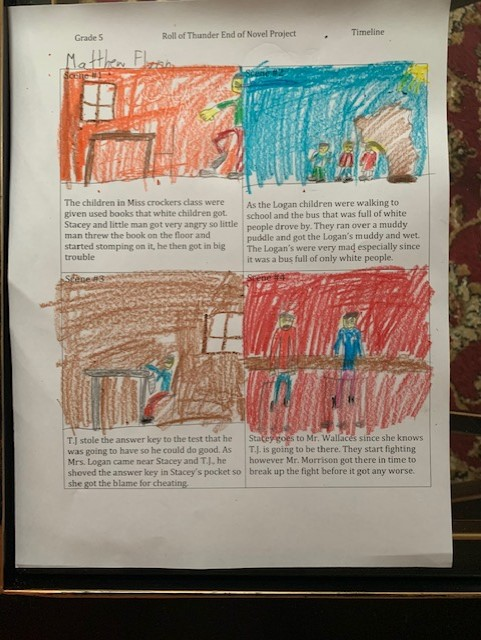 Grade 5 Roll of Thunder End of Novel Project Timeline
Matthew
Scene #1
The children in Miss crockers class were
given used books that white children got.
Stacey and little man got very angry so little
man threw the book on the floor and
started stomping on it, he then got in big
trouble
Scene #2
As the Logan children were walking to
school and the bus that was full of white
people drove by. They ran over a muddy
puddle and got the Logan's muddy and wet.
The Logan's were very mad especially since
it was a bus full of only white people.
Scene #3
T.J stole the answer key to the test that he
was going to have so he could do good. As
Mrs. Logan came near Stacey and T.J., he
shoved the answer key in Stacey's pocket so
she got the blame for cheating.
Scene #4
Stacey goes to Mr. Wallaces since she knows
T.J. is going to be there. They start fighting
however Mr. Morrison got there in time to
break up the fight before it got any worse.